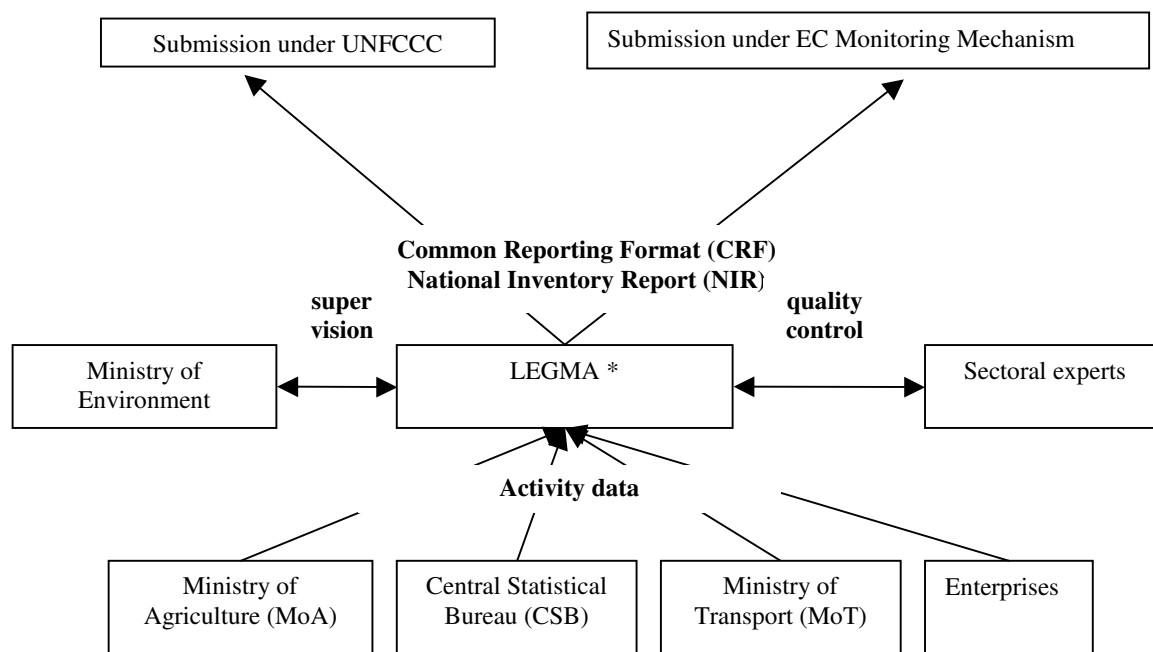 Submission under UNFCCC
Submission under EC Monitoring Mechanism
Common Reporting Format (CRF)
National Inventory Report (NIR)
super
vision
quality
control
Ministry of
Environment
LEGMA *
Sectoral experts
Activity data
Ministry of
Agriculture (MoA)
Central Statistical
Bureau (CSB)
Ministry of
Transport (MoT)
Enterprises